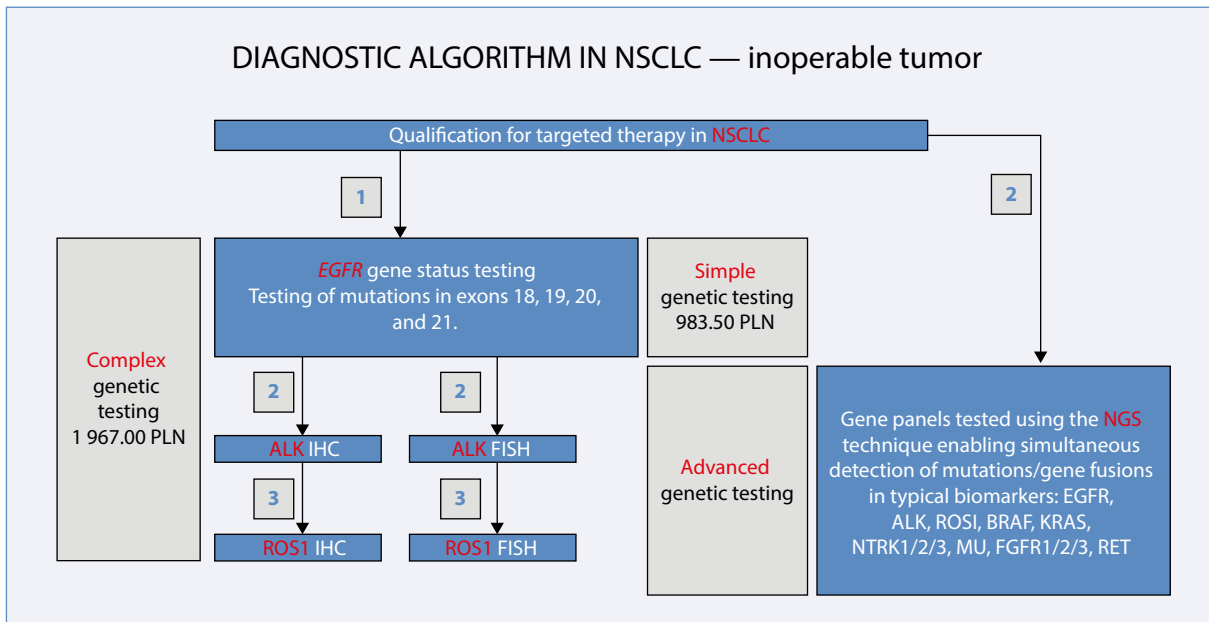 DIAGNOSTIC ALGORITHM IN NSCLC — inoperable tumor
Qualification for targeted therapy in NSCLC
1
2
Complex
genetic
testing
1 967.00 PLN
EGFR gene status testing
Testing of mutations in exons 18, 19, 20,
and 21.
Simple
genetic testing
983.50 PLN
2
2
ALK IHC
ALK FISH
3
3
ROS1 IHC
ROS1 FISH
Advanced
genetic testing
Gene panels tested using the NGS
technique enabling simultaneous
detection of mutations/gene fusions
in typical biomarkers: EGFR,
ALK, ROSI, BRAF, KRAS,
NTRK1/2/3, MU, FGFR1/2/3, RET